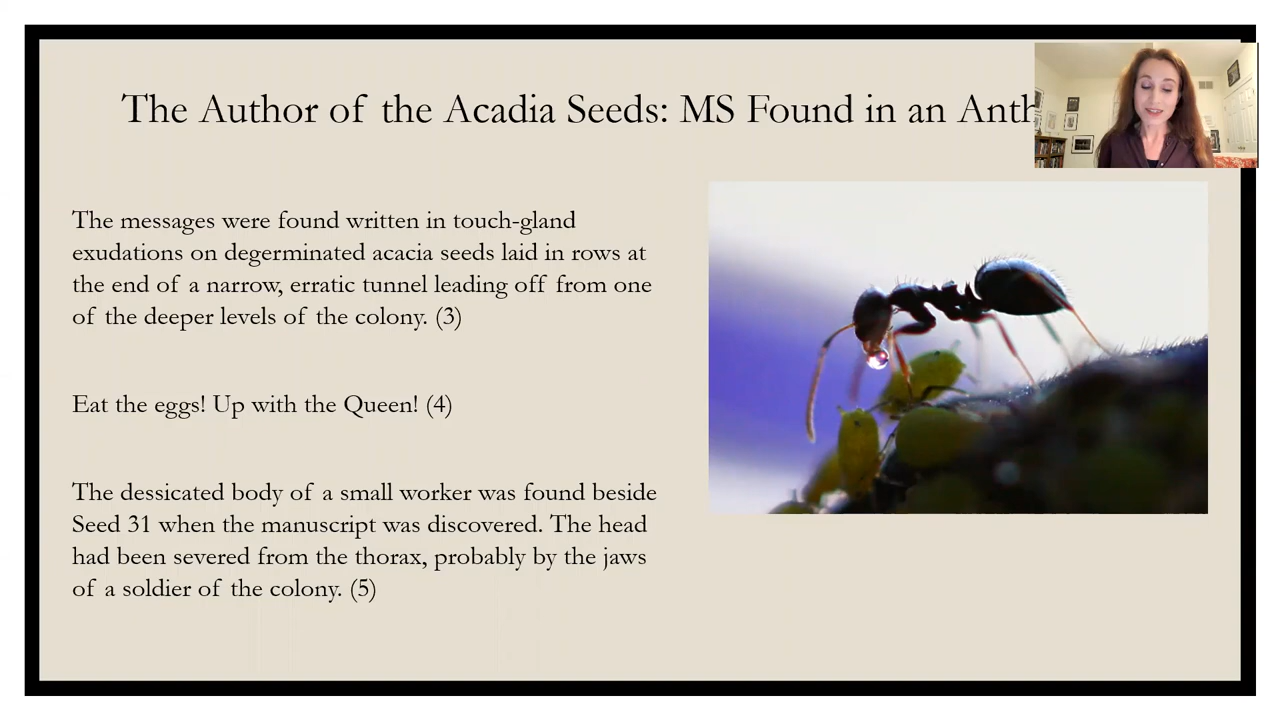 The Author of the Acadia Seeds: MS Found in an
The messages were found written in touch-gland
exudations on degerminated acacia seeds laid in rows at
the end of a narrow, erratic tunnel leading off from one
of the deeper levels of the colony. (3)
Eat the eggs! Up with the Queen! (4)
The dessicated body of a small worker was found beside
Seed 31 when the manuscript was discovered. The head
had been severed from the thorax, probably by the jaws
of a soldier of the colony. (5)